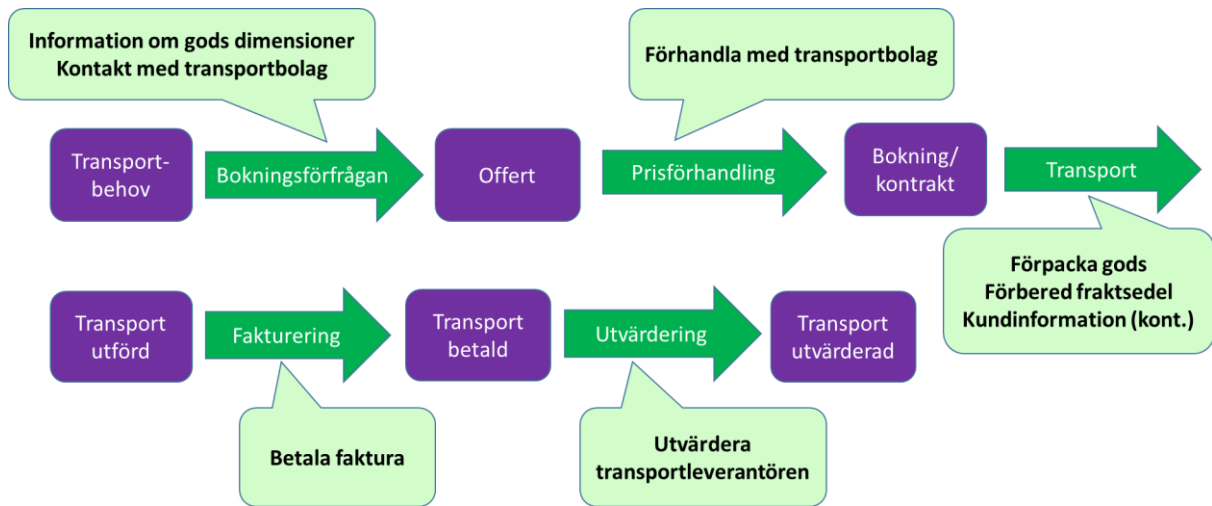 Information om gods dimensioner
Kontakt med transportbolag
Förhandla med transportbolag
Transport-
behov
Bokningsförfrågan
Offert
Prisförhandling
Bokning/
kontrakt
Transport
Förpacka gods
Förbered fraktsedel
Kundinformation (kont.)
Transport
utförd
Fakturering
Transport
betald
Utvärdering
Transport
utvärderad
Betala faktura
Utvärdera
transportleverantören